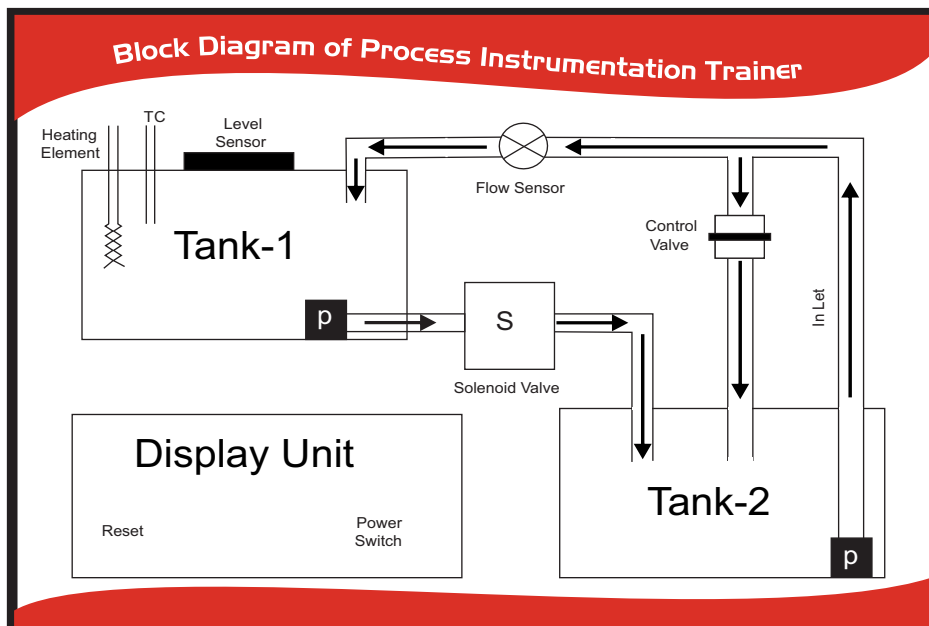 Block Diagram of Process Instrumentation Trainer
TC
Heating
Element
Level
Sensor
Flow Sensor
Tank-1
Control
Valve
In Let
p
S
Solenoid Valve
Display Unit
Reset
Power
Switch
Tank-2
p